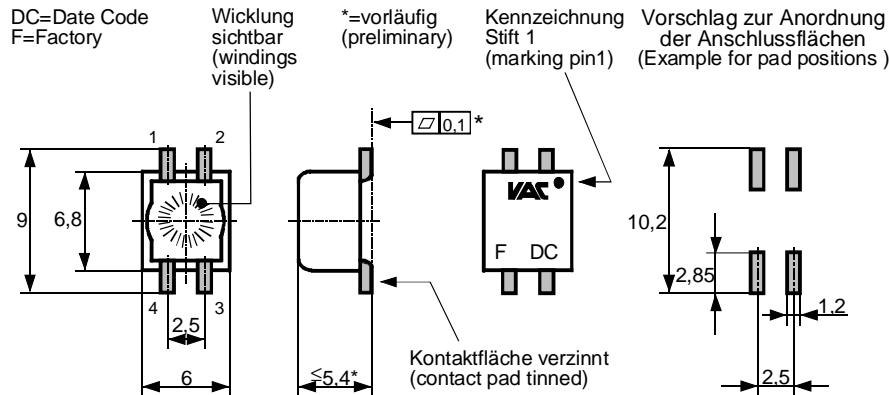 DC=Date Code
F=Factory
Wicklung
sichtbar
(windings
visible)
*=vorläufig
(preliminary)
Kennzeichnung
Stift 1
(marking pin1)
Vorschlag zur Anordnung
der Anschlussflächen
(Example for pad positions )
0,1 *
1 2
9
6,8
4 3
2,5
6
≤5,4*
VAC
F DC
Kontaktfläche verzinnt
(contact pad tinned)
10,2
2,85
1,2
2,5